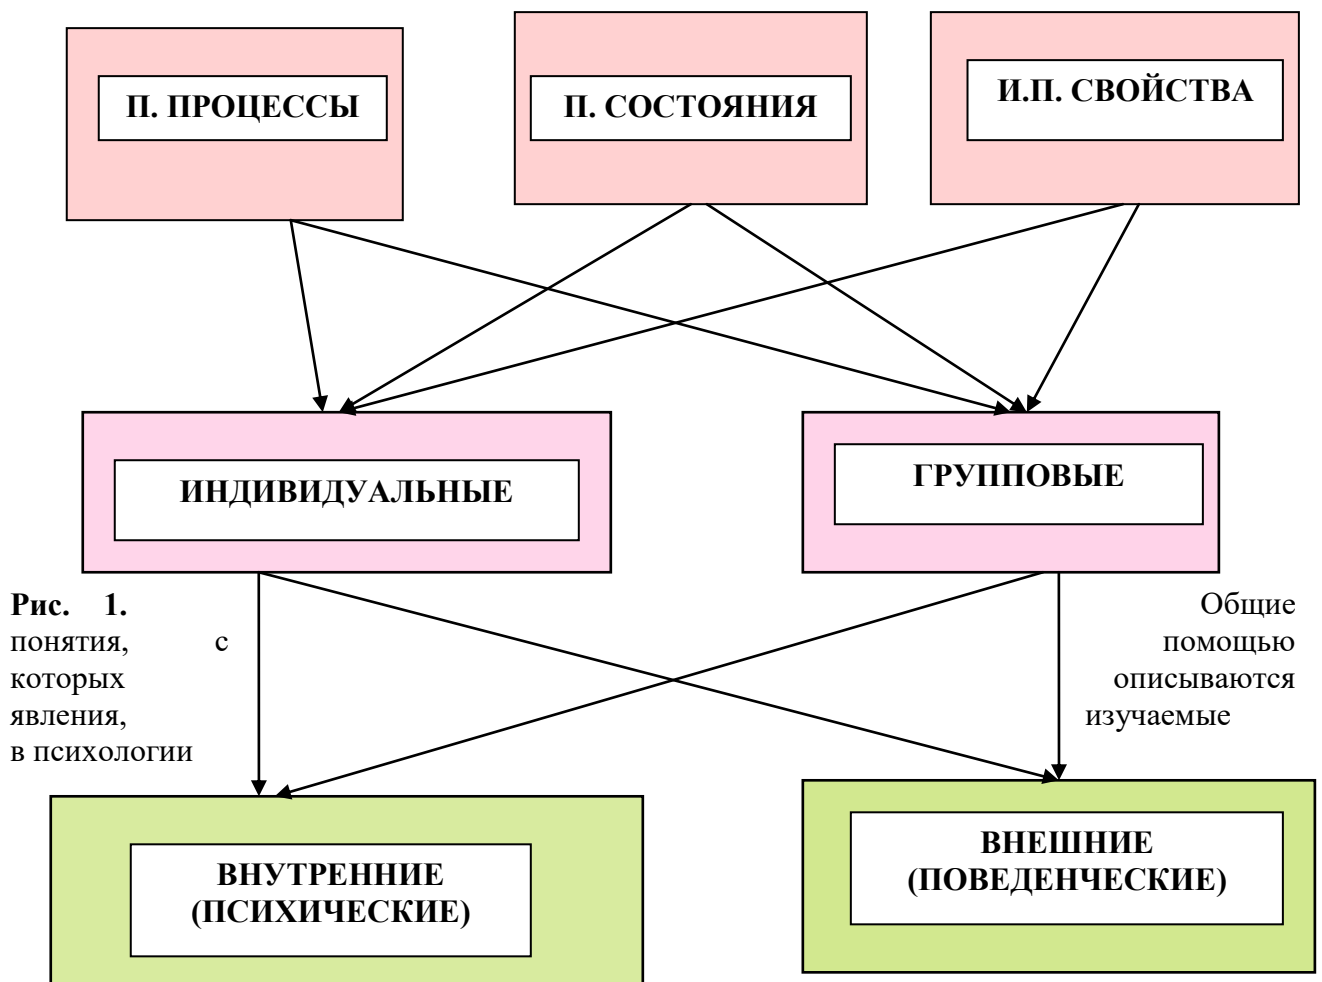 П. ПРОЦЕССЫ
П. СОСТОЯНИЯ
И.П. СВОЙСТВА
ИНДИВИДУАЛЬНЫЕ
ГРУППОВЫЕ
Рис. 1. Общие
понятия, с помощью
которых описываются
явления, изучаемые
в психологии
ВНУТРЕННИЕ
(ПСИХИЧЕСКИЕ)
ВНЕШНИЕ
(ПОВЕДЕНЧЕСКИЕ)